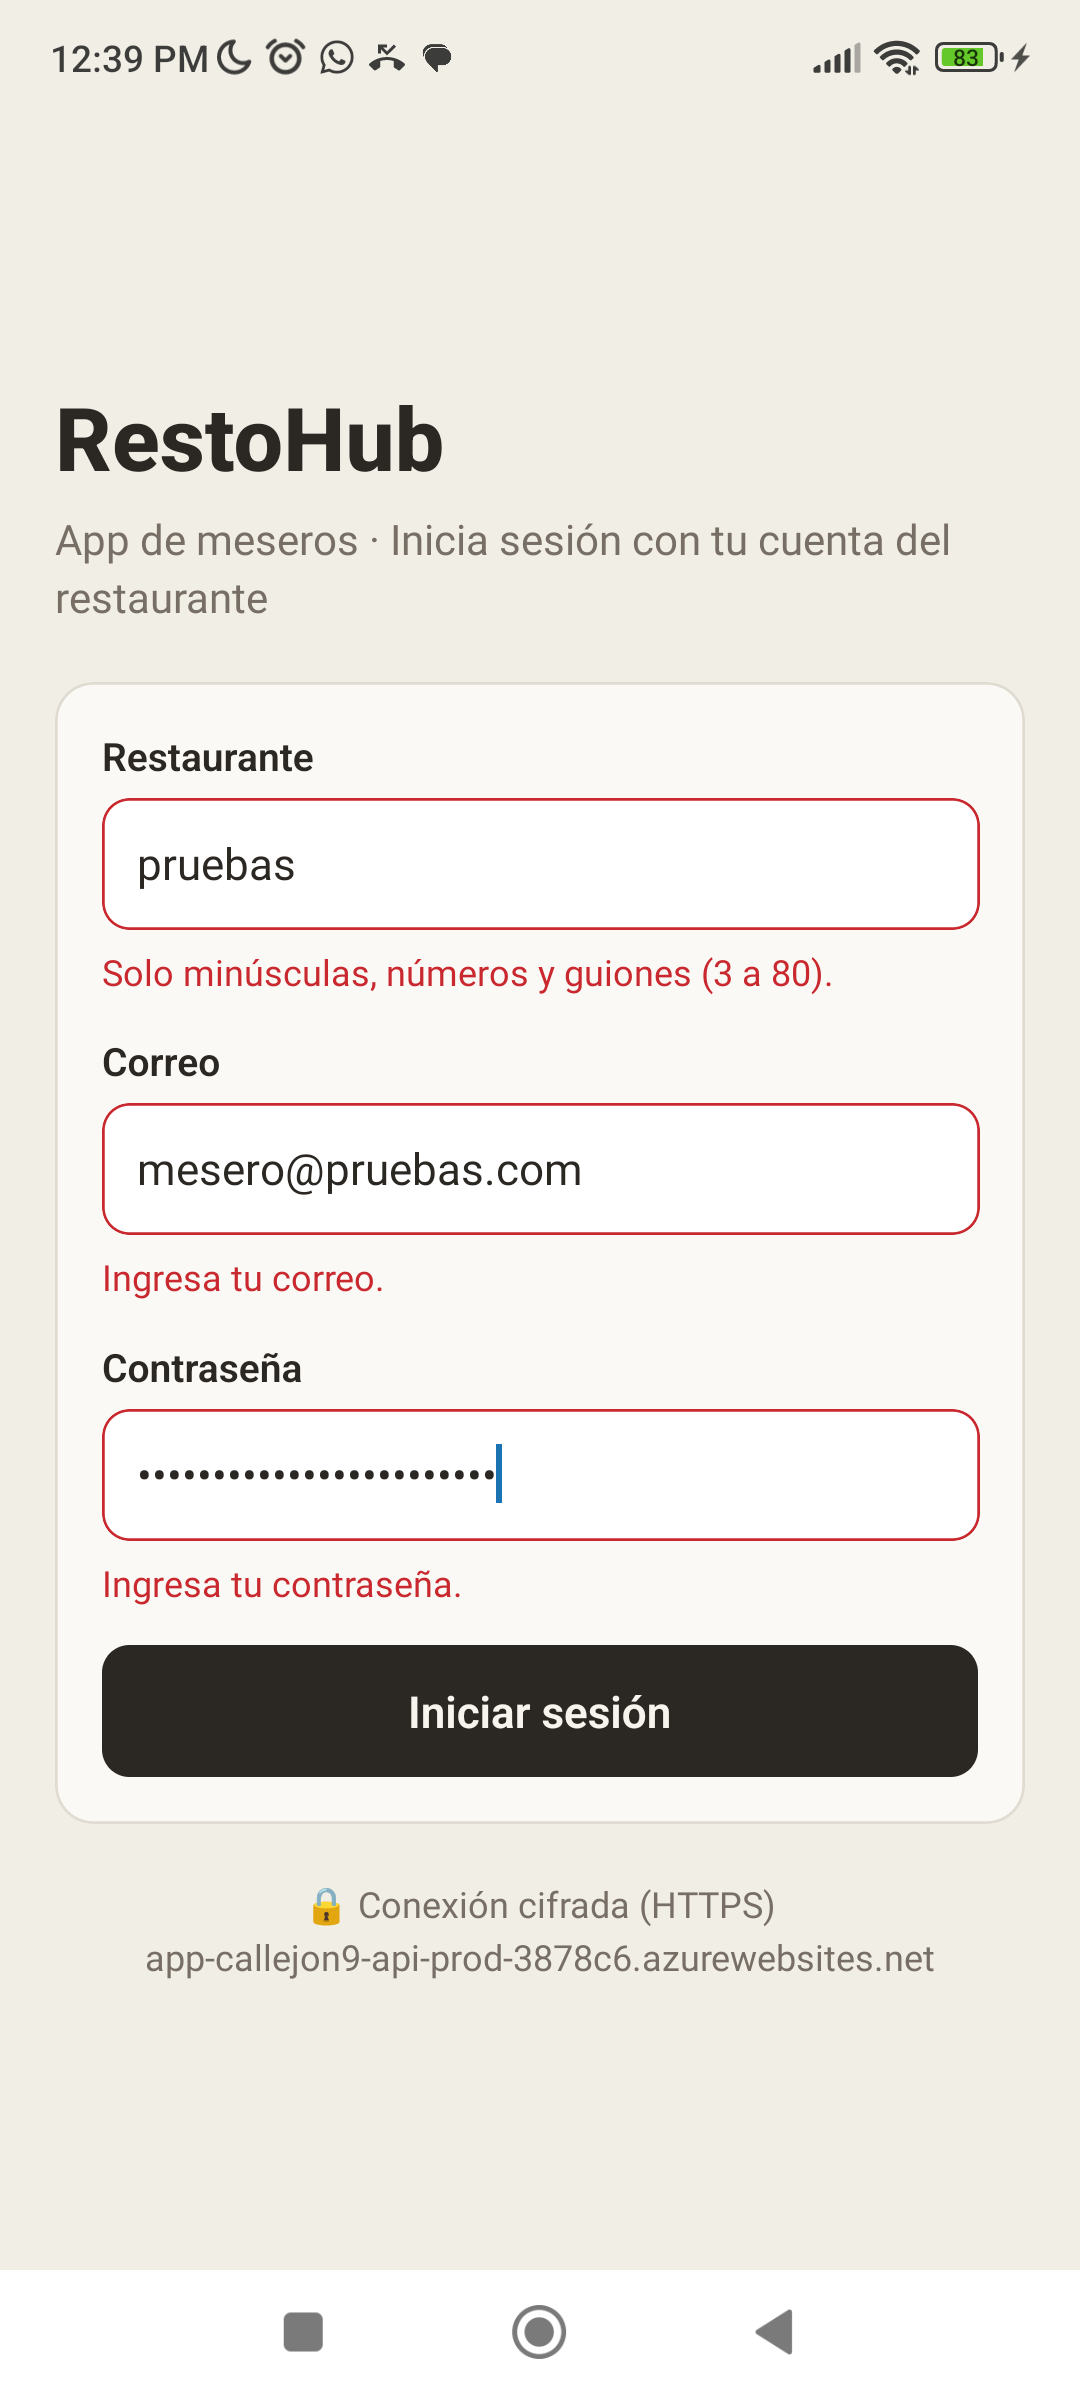 12:39 PM
83
RestoHub
App de meseros · Inicia sesión con tu cuenta del
restaurante
Restaurante
pruebas
Solo minúsculas, números y guiones (3 a 80).
Correo
mesero@pruebas.com
Ingresa tu correo.
Contraseña
••••••••••••••••••••••••
Ingresa tu contraseña.
Iniciar sesión
🔒 Conexión cifrada (HTTPS)
app-callejon9-api-prod-3878c6.azurewebsites.net